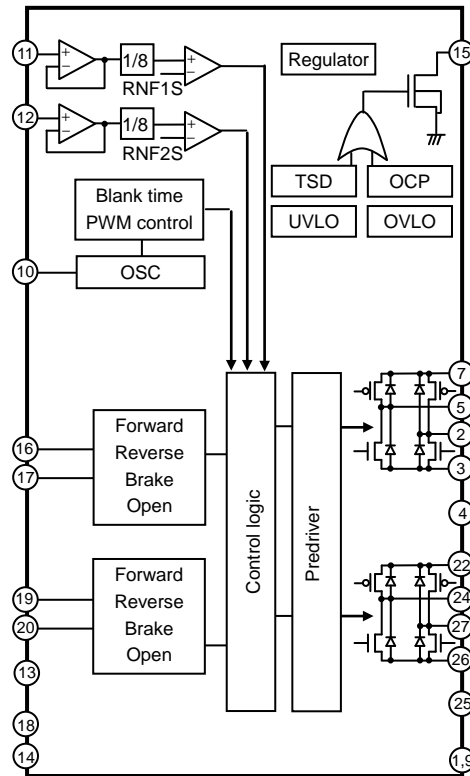 11
1/8
RNF1S
Regulator
15
12
1/8
RNF2S
TSD
OCP
UVLO
OVLO
Blank time
PWM control
10
OSC
7
5
2
3
4
16
17
Forward
Reverse
Brake
Open
Control logic
Predriver
22
24
27
26
25
19
20
Forward
Reverse
Brake
Open
13
18
14
1,9